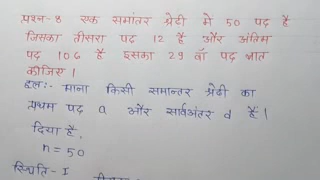 प्रश्न-8 एक समांतर श्रेढी में 50 पद है
जिसका तीसरा पद 12 है और अंतिम
पद 106 है इसका 29 वाँ पद ज्ञात
कीजिए।
हल:- माना किसी समान्तर श्रेढी का
प्रथम पद a और सार्वअंतर d हैं।
दिया है,
n = 50
स्थिति-I